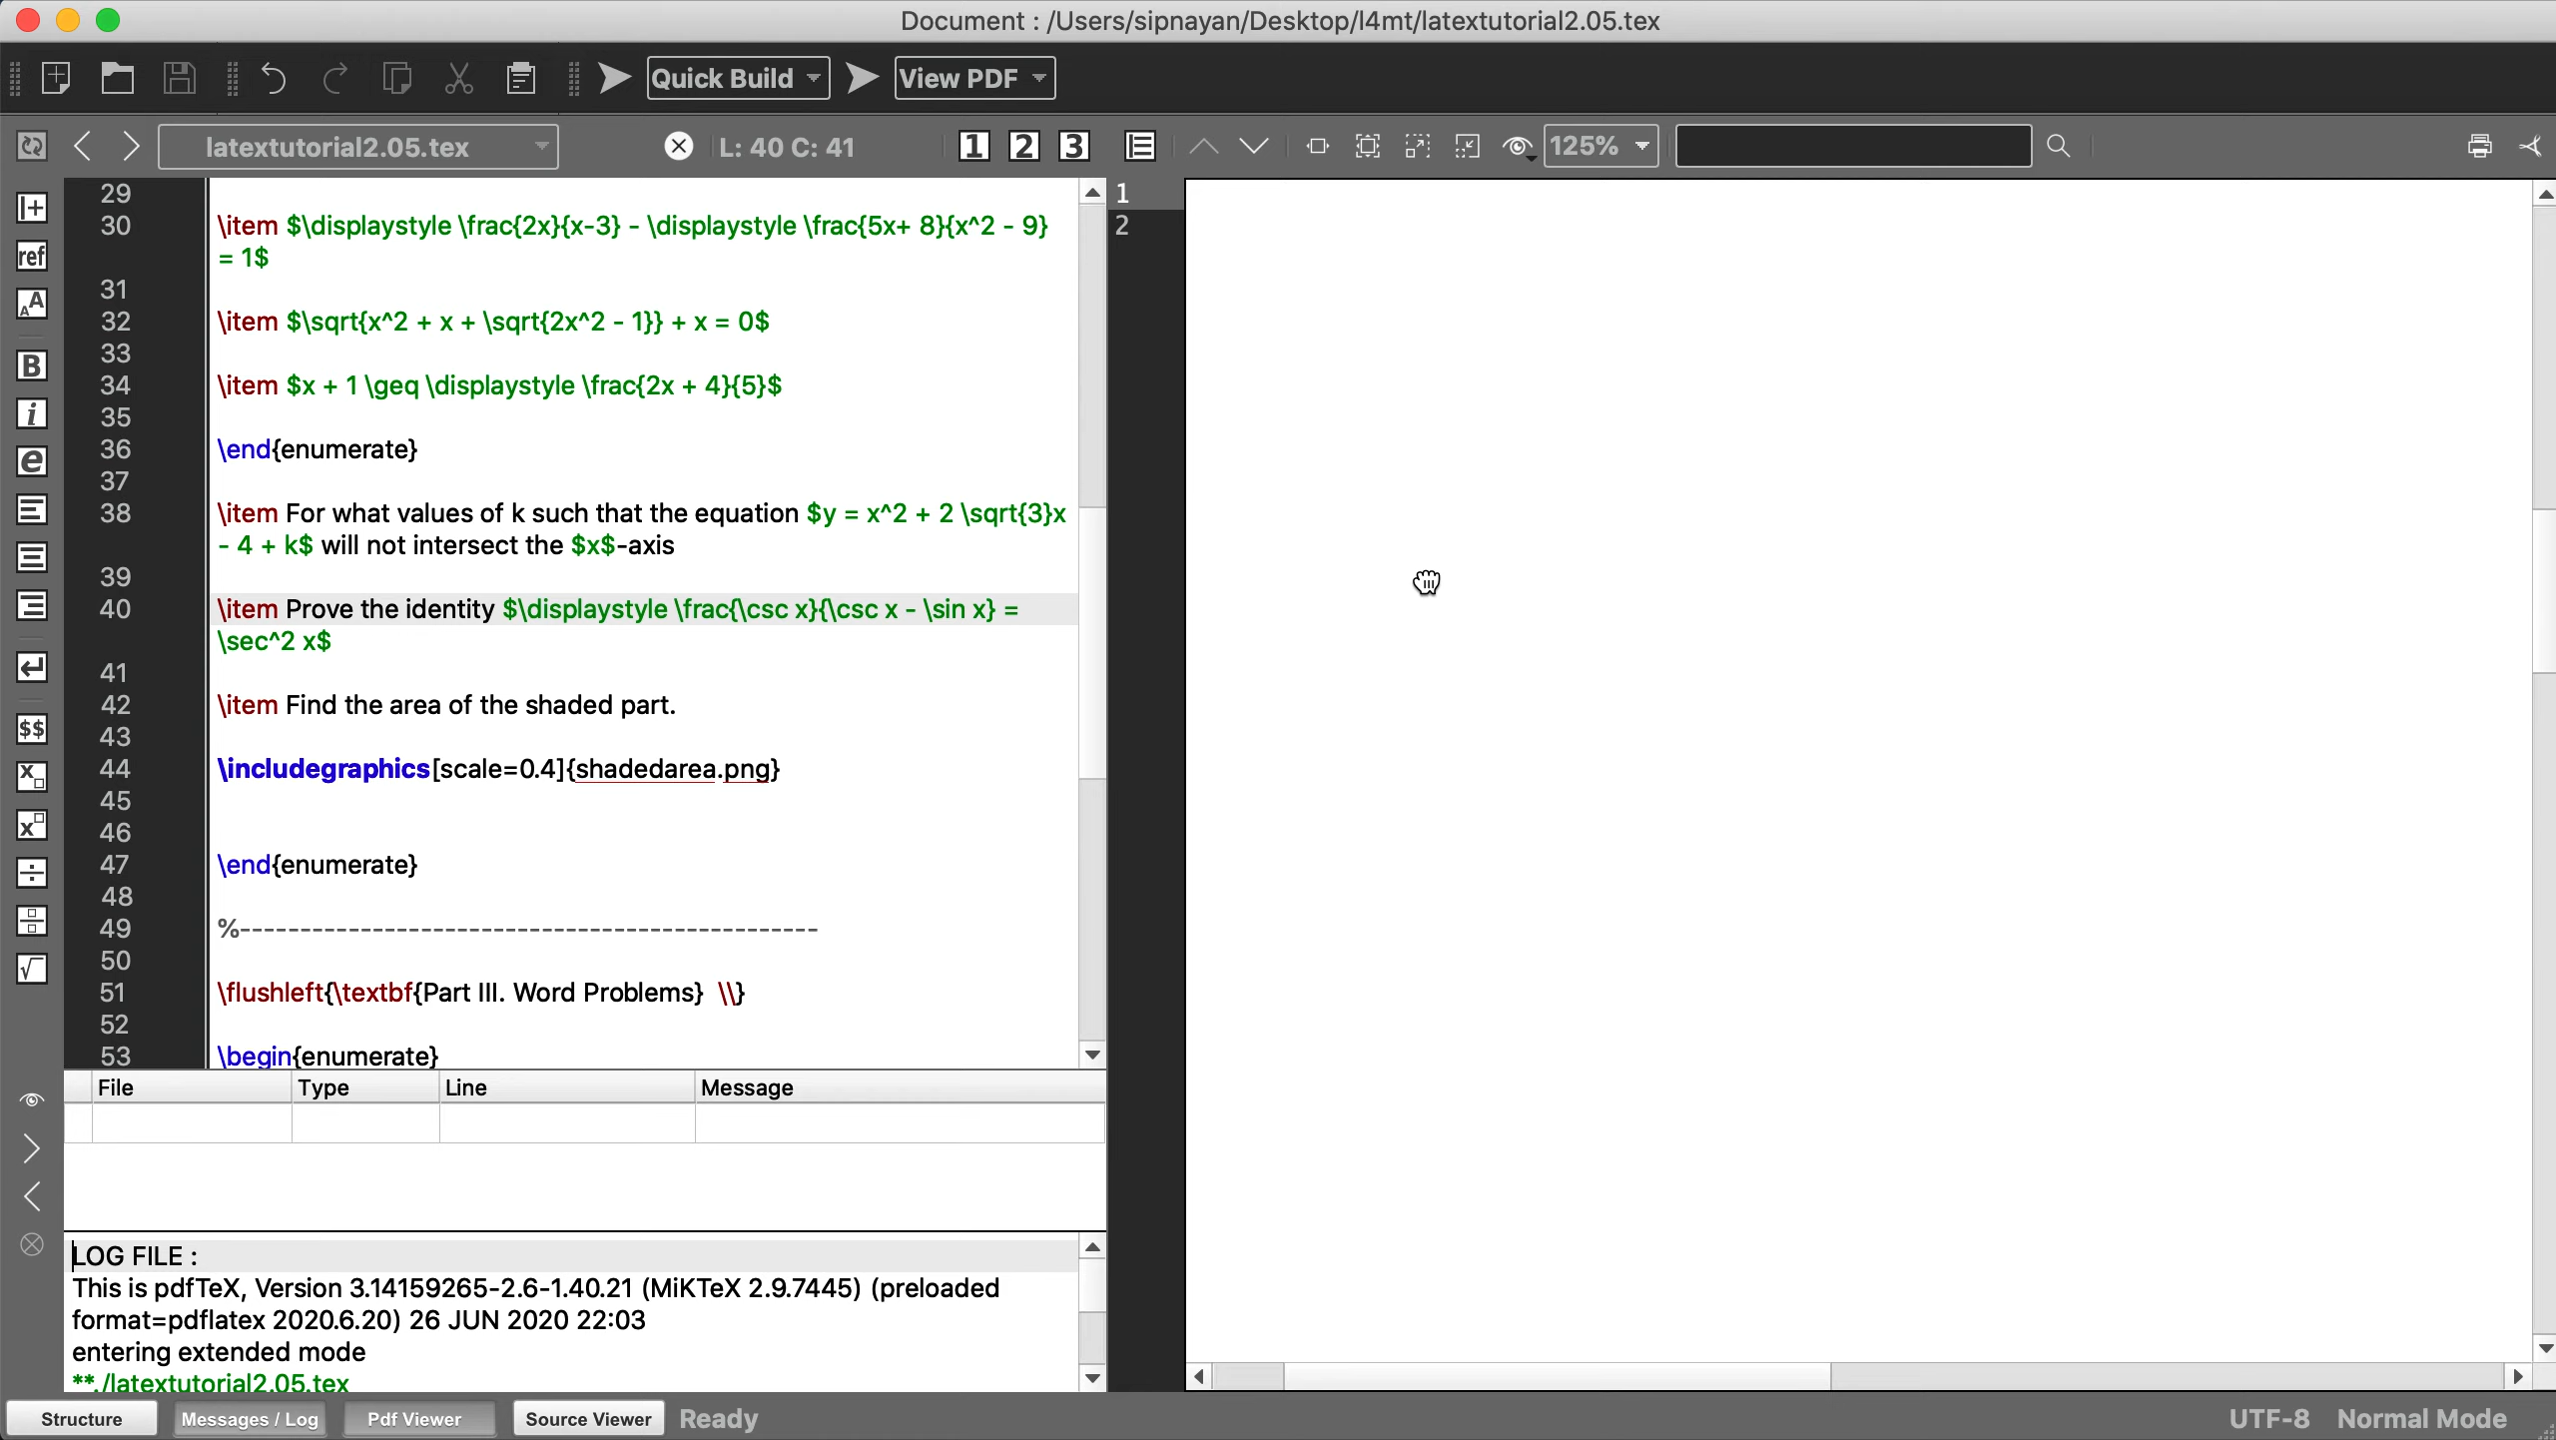 Document : /Users/sipnayan/Desktop/l4mt/latextutorial2.05.tex
Quick Build View PDF
latextutorial2.05.tex L: 40 C: 41 1 2 3 125%
ref
29
30 \item $\displaystyle \frac{2x}{x-3} - \displaystyle \frac{5x+ 8}{x^2 - 9}
= 1$
31
32 \item $\sqrt{x^2 + x + \sqrt{2x^2 - 1}} + x = 0$
33
34 \item $x + 1 \geq \displaystyle \frac{2x + 4}{5}$
35
36 \end{enumerate}
37
38 \item For what values of k such that the equation $y = x^2 + 2 \sqrt{3}x
- 4 + k$ will not intersect the $x$-axis
39
40 \item Prove the identity $\displaystyle \frac{\csc x}{\csc x - \sin x} =
\sec^2 x$
41
42 \item Find the area of the shaded part.
43
44 \includegraphics[scale=0.4]{shadedarea.png}
45
46
47 \end{enumerate}
48
49 %------------------------------------------------
50
51 \flushleft{\textbf{Part III. Word Problems}  \\}
52
53 \begin{enumerate}
1
2
File Type Line Message
LOG FILE :
This is pdfTeX, Version 3.14159265-2.6-1.40.21 (MiKTeX 2.9.7445) (preloaded
format=pdflatex 2020.6.20) 26 JUN 2020 22:03
entering extended mode
**./latextutorial2.05.tex
Structure Messages / Log Pdf Viewer Source Viewer Ready UTF-8 Normal Mode